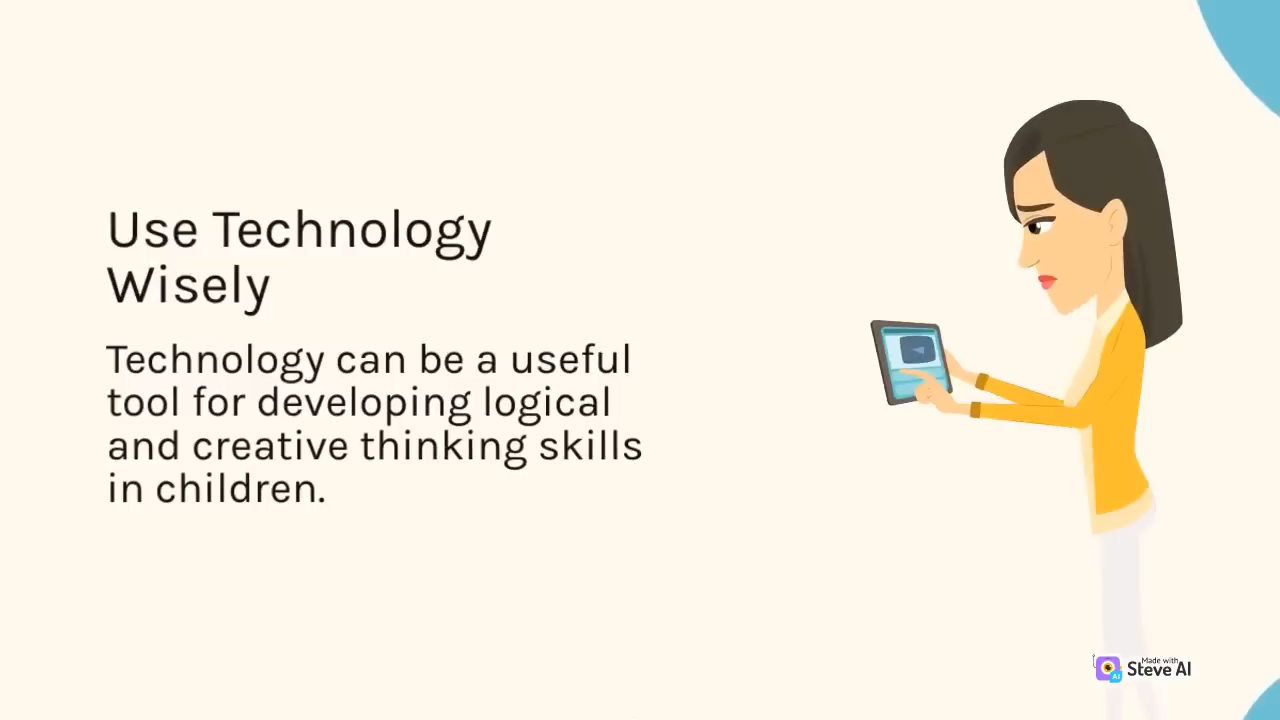 Use Technology
Wisely
Technology can be a useful
tool for developing logical
and creative thinking skills
in children.
Made with
Steve AI
AI